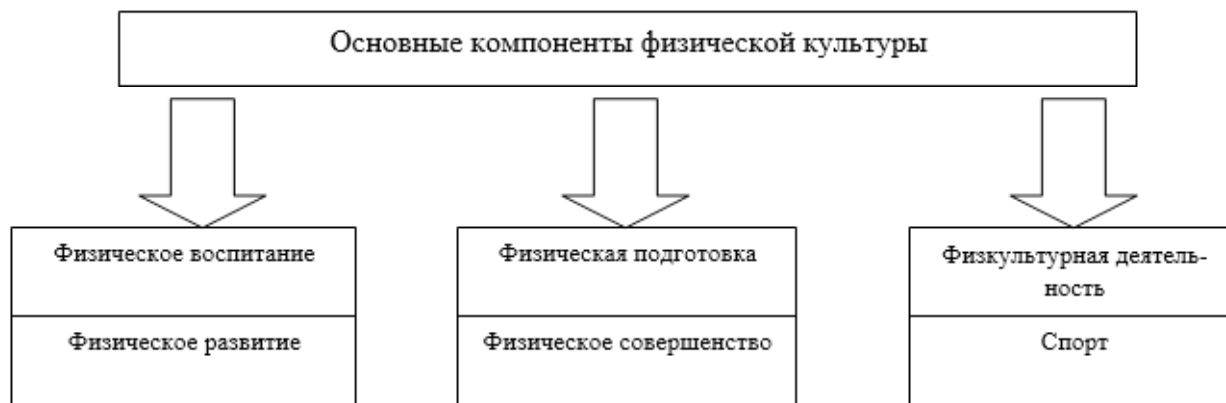 Основные компоненты физической культуры
Физическое воспитание
Физическая подготовка
Физкультурная деятель-
ность
Физическое развитие
Физическое совершенство
Спорт